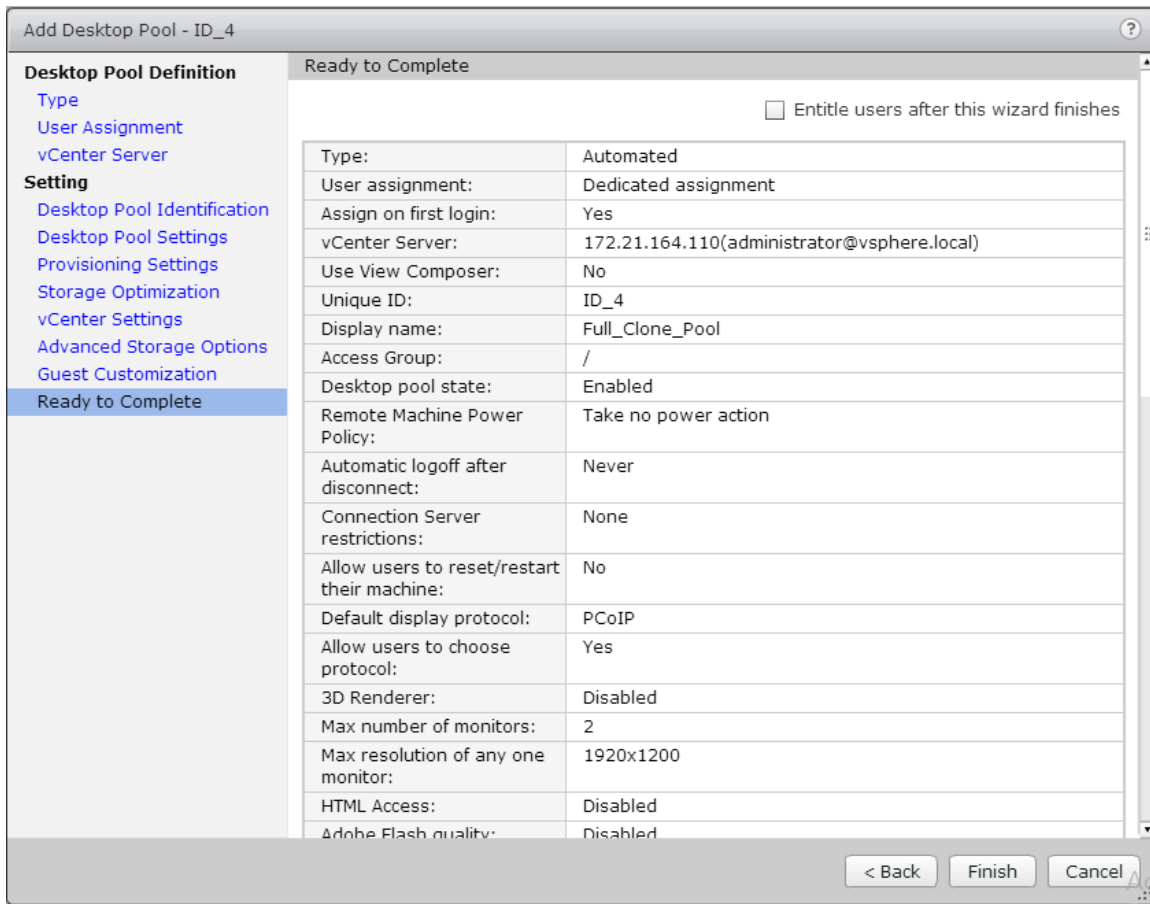 Add Desktop Pool - ID_4
?
Desktop Pool Definition
Type
User Assignment
vCenter Server
Setting
Desktop Pool Identification
Desktop Pool Settings
Provisioning Settings
Storage Optimization
vCenter Settings
Advanced Storage Options
Guest Customization
Ready to Complete
Ready to Complete
Entitle users after this wizard finishes
Type: Automated
User assignment: Dedicated assignment
Assign on first login: Yes
vCenter Server: 172.21.164.110(administrator@vsphere.local)
Use View Composer: No
Unique ID: ID_4
Display name: Full_Clone_Pool
Access Group: /
Desktop pool state: Enabled
Remote Machine Power Take no power action
Policy:
Automatic logoff after Never
disconnect:
Connection Server None
restrictions:
Allow users to reset/restart No
their machine:
Default display protocol: PCoIP
Allow users to choose Yes
protocol:
3D Renderer: Disabled
Max number of monitors: 2
Max resolution of any one 1920x1200
monitor:
HTML Access: Disabled
Adobe Flash quality: Disabled
< Back Finish Cancel